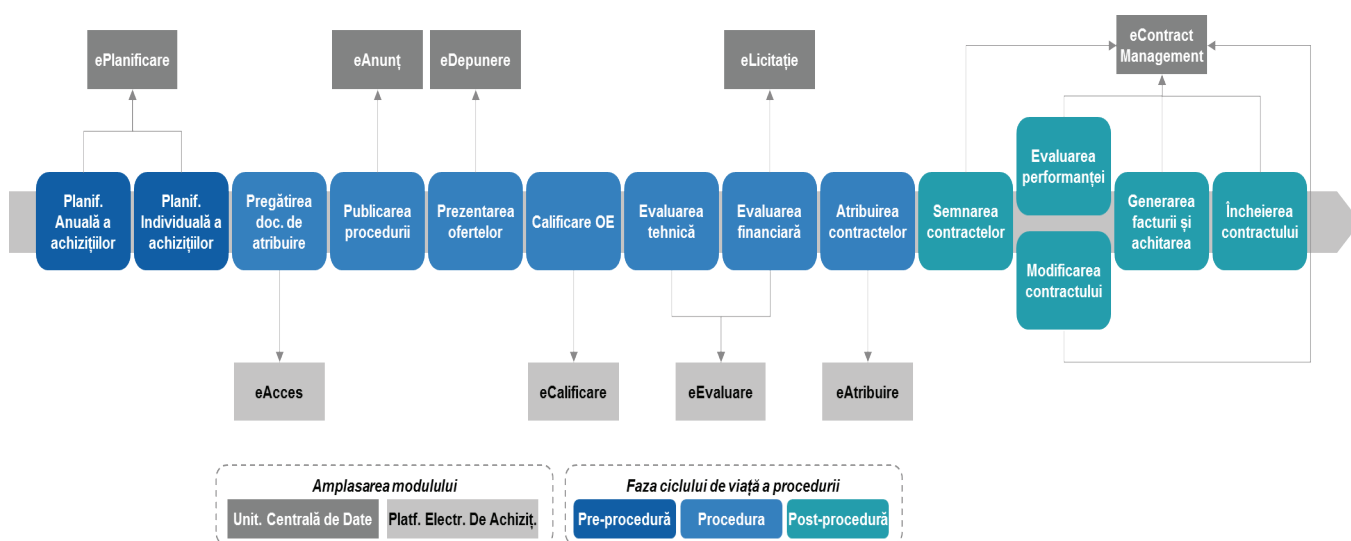 ePlanificare
eAnunț
eDepunere
eLicitație
eContract
Management
Planif.
Anuală a
achizițiilor
Planif.
Individuală a
achizițiilor
Pregătirea
doc. de
atribuire
Publicarea
procedurii
Prezentarea
ofertelor
Calificare OE
Evaluarea
tehnică
Evaluarea
financiară
Atribuirea
contractelor
Semnarea
contractelor
Evaluarea
performanței
Modificarea
contractului
Generarea
facturii și
achitarea
Încheierea
contractului
eAcces
eCalificare
eEvaluare
eAtribuire
Amplasarea modulului
Unit. Centrală de Date
Platf. Electr. De Achiziț.
Faza ciclului de viață a procedurii
Pre-procedură
Procedura
Post-procedură